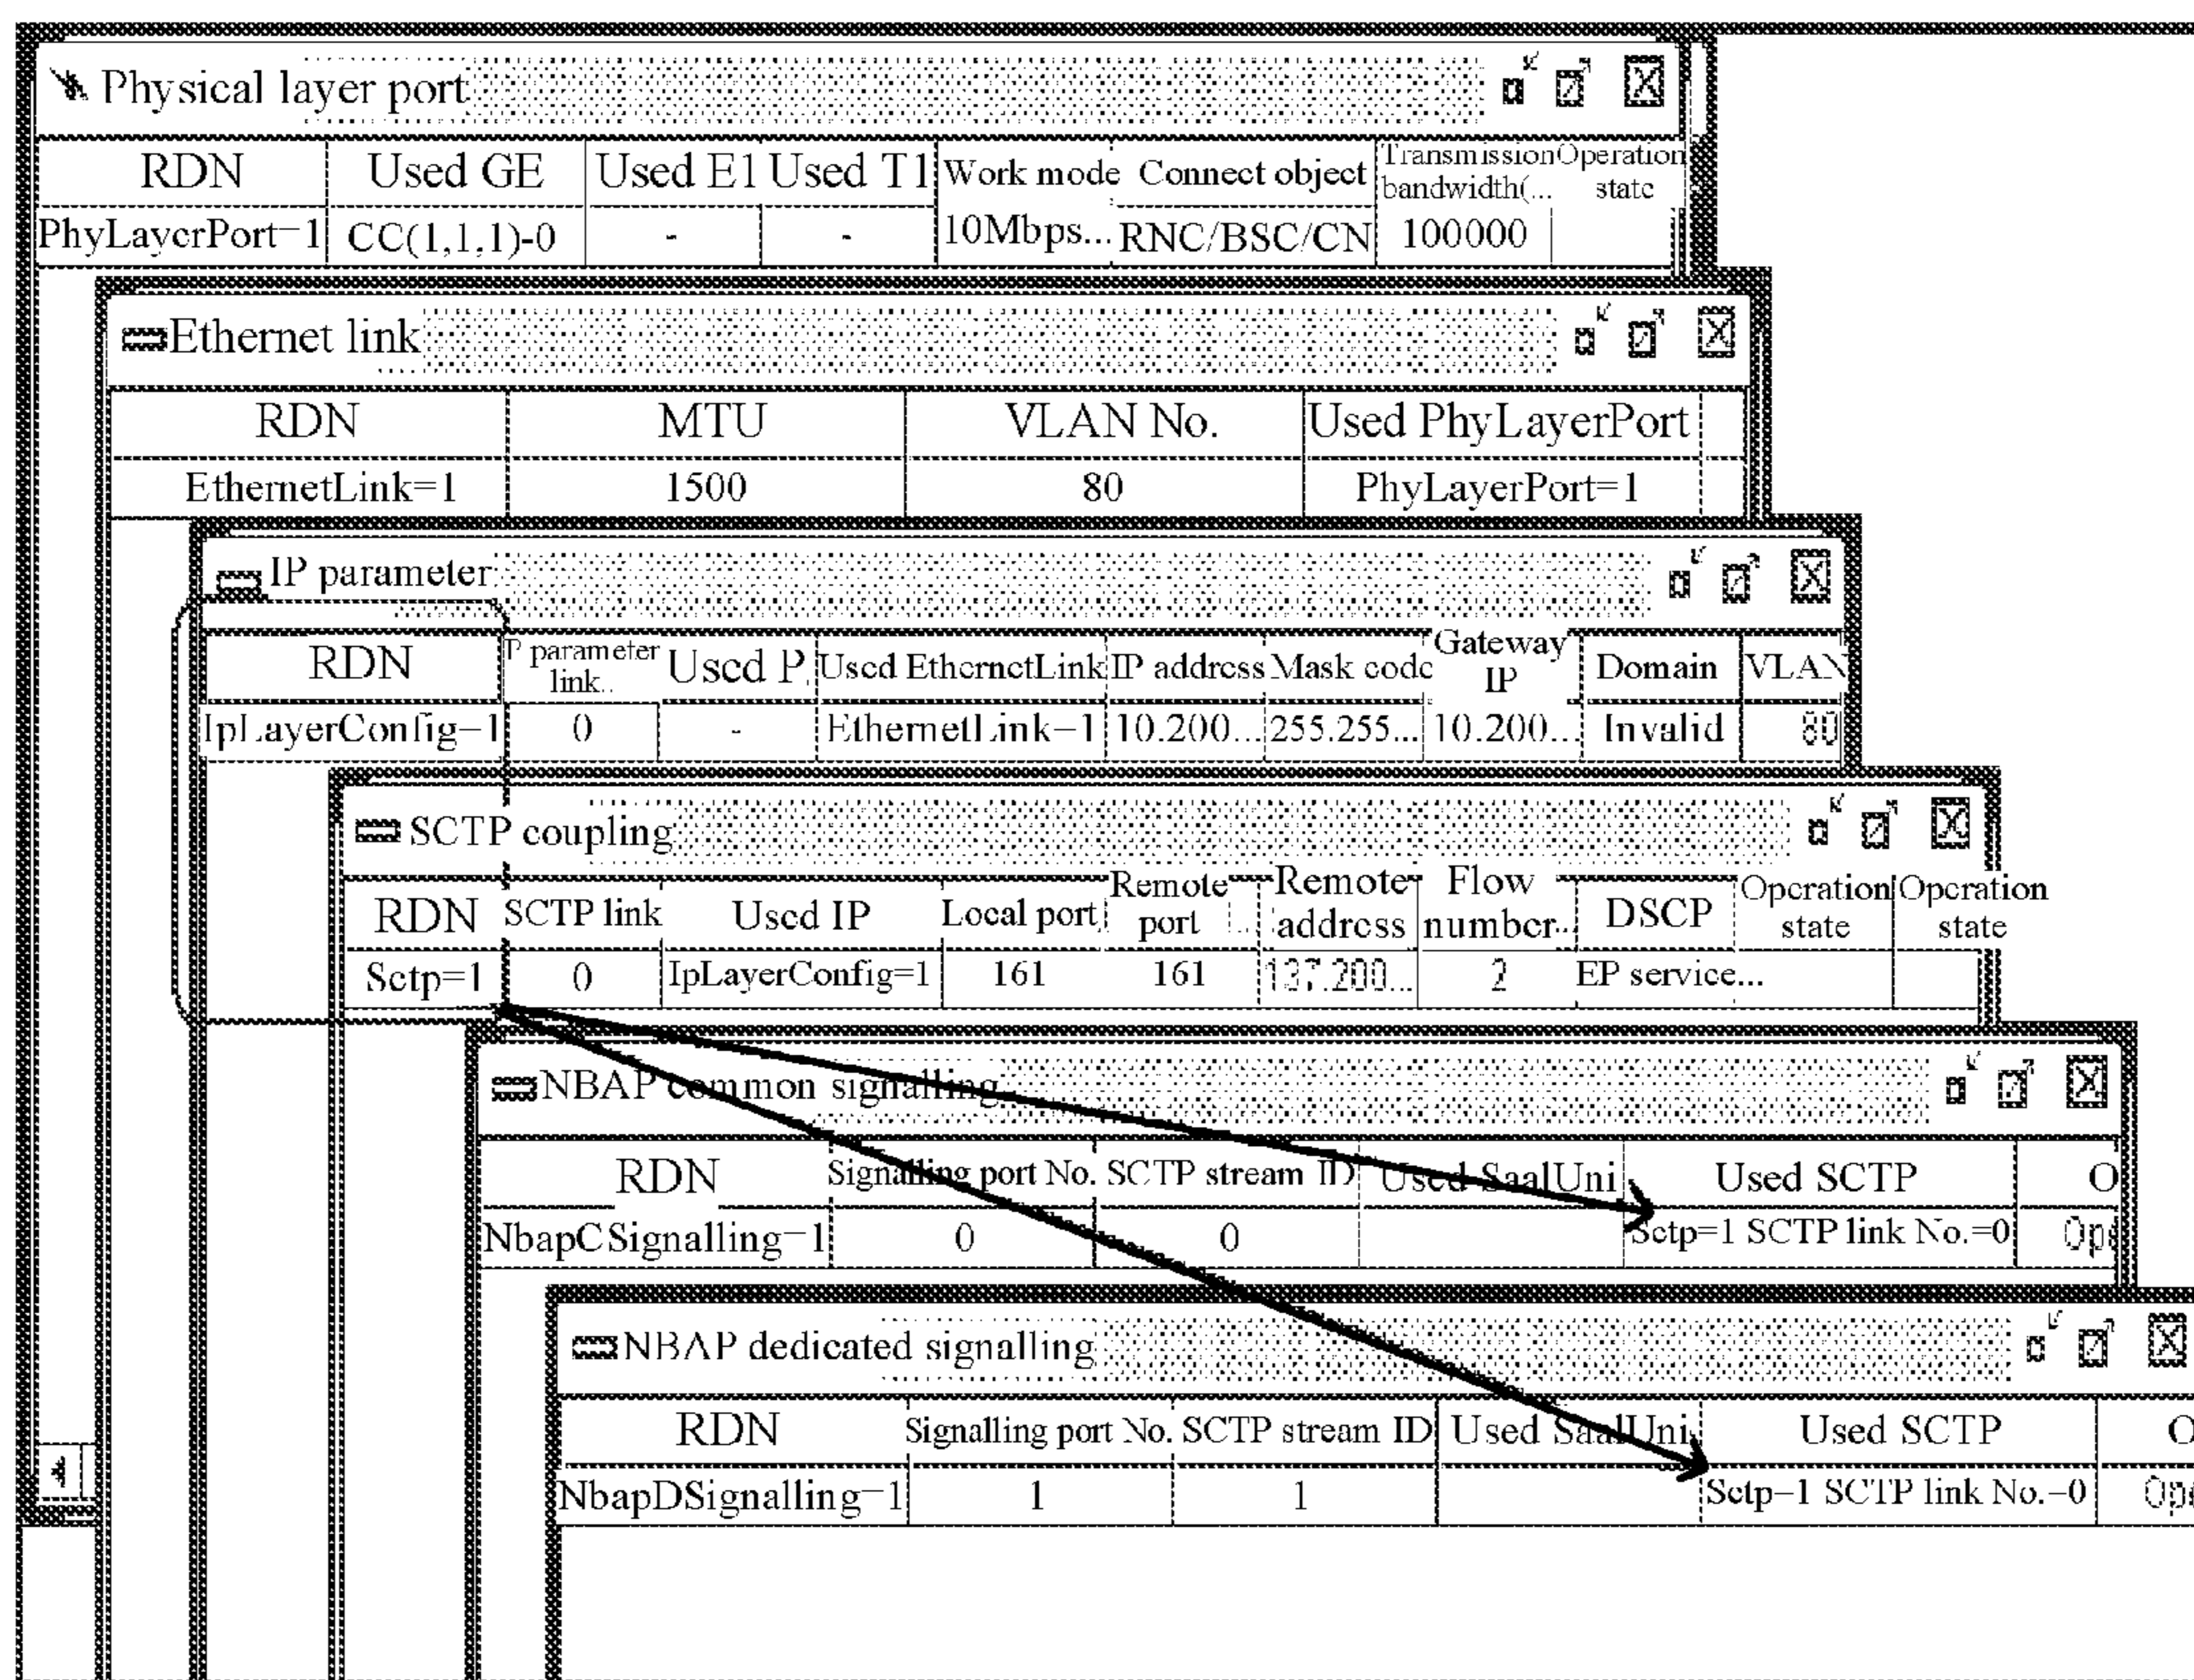 Physical layer port
RDN Used GE Used E1 Used T1 Work mode Connect object Transmission bandwidth(... Operation state
PhyLayerPort=1 CC(1,1,1)-0 - - 10Mbps... RNC/BSC/CN 100000
Ethernet link
RDN MTU VLAN No. Used PhyLayerPort
EthernetLink=1 1500 80 PhyLayerPort=1
IP parameter
RDN P parameter link.. Used P. Used EthernetLink IP address Mask code Gateway IP Domain VLAN
IpLayerConfig=1 0 - EthernetLink=1 10.200... 255.255... 10.200... Invalid 80
SCTP coupling
RDN SCTP link Used IP Local port Remote port Remote address Flow number.. DSCP Operation state Operation state
Sctp=1 0 IpLayerConfig=1 161 161 137.200... 2 EP service...
NBAP common signalling
RDN Signalling port No. SCTP stream ID Used SaalUni Used SCTP O
NbapCSignalling=1 0 0 Sctp=1 SCTP link No.=0 Ope
NBAP dedicated signalling
RDN Signalling port No. SCTP stream ID Used SaalUni Used SCTP O
NbapDSignalling=1 1 1 Sctp=1 SCTP link No.=0 Ope